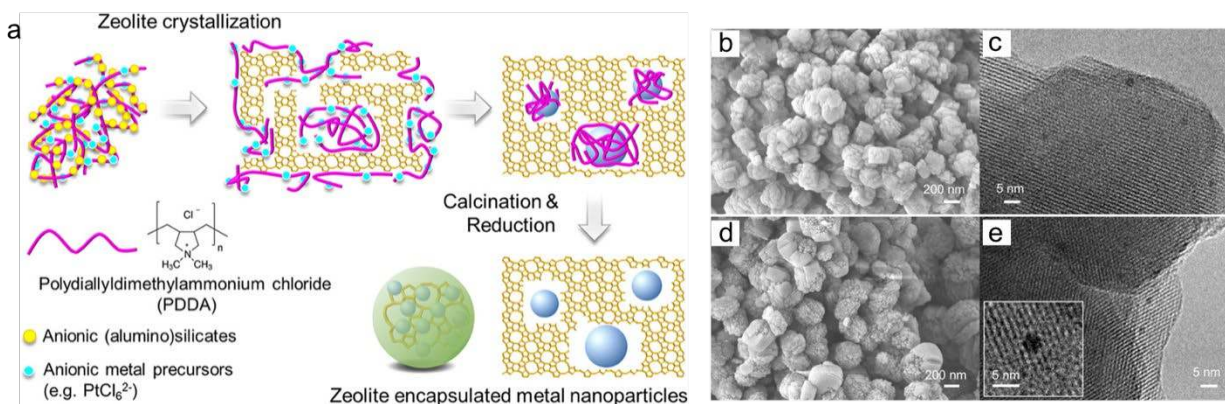 a
Zeolite crystallization
Calcination &
Reduction
Cl⁻
n
N⁺
H₃C CH₃
Polydiallyldimethylammonium chloride
(PDDA)
Anionic (alumino)silicates
Anionic metal precursors
(e.g. PtCl₆²⁻)
Zeolite encapsulated metal nanoparticles
b
200 nm
c
5 nm
d
200 nm
e
5 nm
5 nm